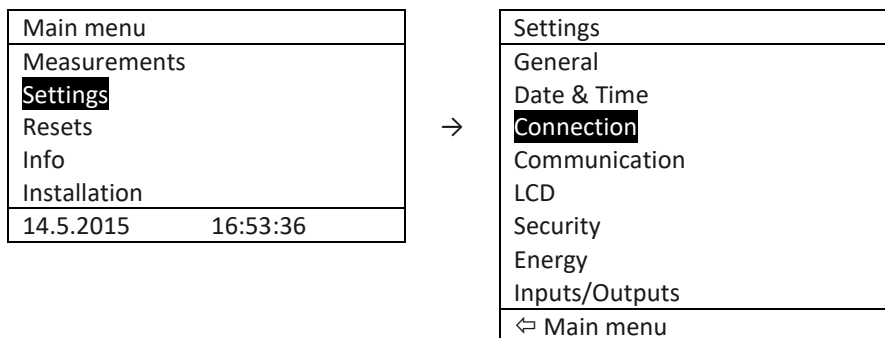 Main menu
Measurements
Settings
Resets
Info
Installation
14.5.2015 16:53:36
→
Settings
General
Date & Time
Connection
Communication
LCD
Security
Energy
Inputs/Outputs
⇦ Main menu